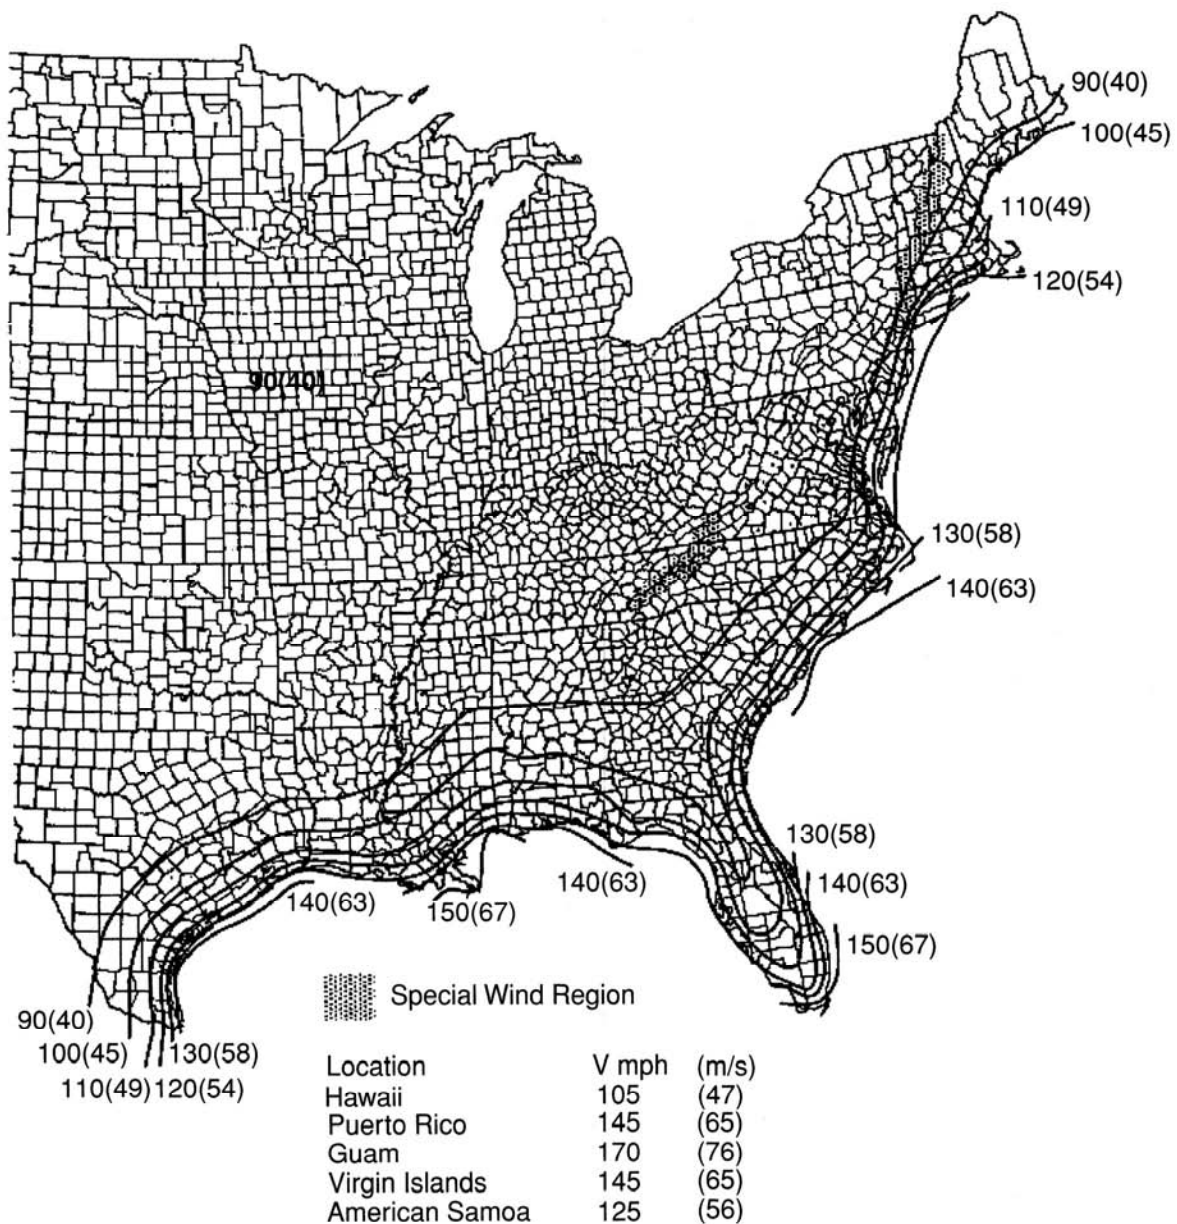 90(40)
100(45)
110(49)
120(54)
90(40)
130(58)
140(63)
130(58)
140(63)
140(63)
140(63)
150(67)
150(67)
Special Wind Region
90(40)
100(45)
130(58)
110(49)
120(54)
Location V mph (m/s)
Hawaii 105 (47)
Puerto Rico 145 (65)
Guam 170 (76)
Virgin Islands 145 (65)
American Samoa 125 (56)